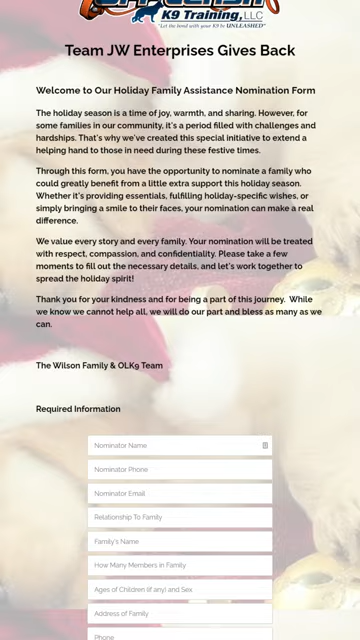 K9 Training, LLC
"Let the bond with your K9 be UNLEASHED"
Team JW Enterprises Gives Back
Welcome to Our Holiday Family Assistance Nomination Form
The holiday season is a time of joy, warmth, and sharing. However, for
some families in our community, it's a period filled with challenges and
hardships. That's why we've created this special initiative to extend a
helping hand to those in need during these festive times.
Through this form, you have the opportunity to nominate a family who
could greatly benefit from a little extra support this holiday season.
Whether it's providing essentials, fulfilling holiday-specific wishes, or
simply bringing a smile to their faces, your nomination can make a real
difference.
We value every story and every family. Your nomination will be treated
with respect, compassion, and confidentiality. Please take a few
moments to fill out the necessary details, and let's work together to
spread the holiday spirit!
Thank you for your kindness and for being a part of this journey. While
we know we cannot help all, we will do our part and bless as many as we
can.
The Wilson Family & OLK9 Team
Required Information
Nominator Name
Nominator Phone
Nominator Email
Relationship To Family
Family's Name
How Many Members in Family
Ages of Children (if any) and Sex
Address of Family
Phone